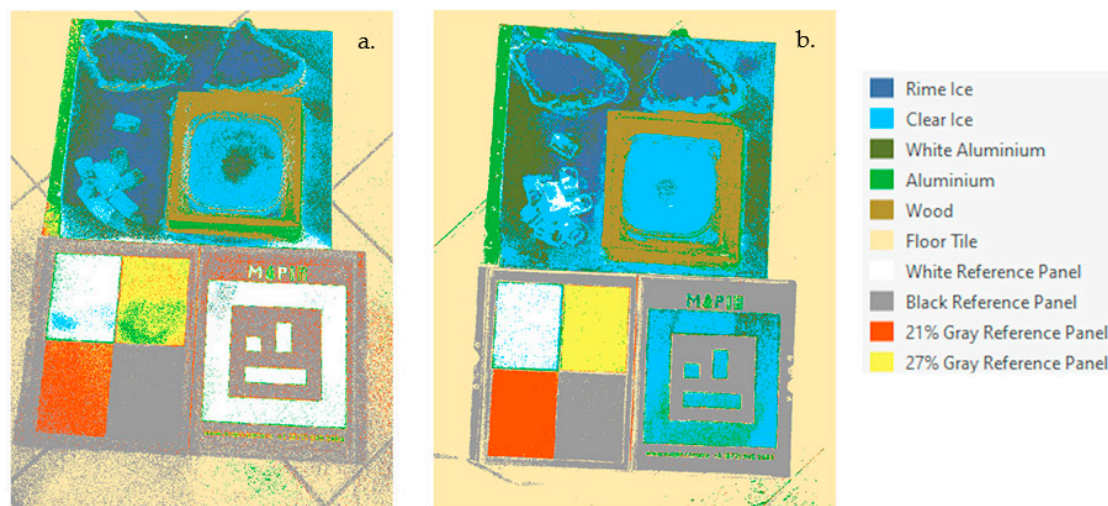 a.
b.
Rime Ice
Clear Ice
White Aluminium
Aluminium
Wood
Floor Tile
White Reference Panel
Black Reference Panel
21% Gray Reference Panel
27% Gray Reference Panel